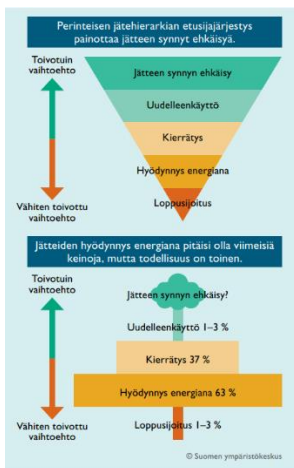 Perinteisen jätehierarkian etusijajärjestys
painottaa jätteen synnyt ehkäisyä.
Toivotuin
vaihtoehto
Jätteen synnyn ehkäisy
Uudelleenkäyttö
Kierrätys
Hyödynnys energiana
Loppusijoitus
Vähiten toivottu
vaihtoehto
Jätteiden hyödynnys energiana pitäisi olla viimeisiä
keinoja, mutta todellisuus on toinen.
Toivotuin
vaihtoehto
Jätteen synnyn ehkäisy?
Uudelleenkäyttö 1–3 %
Kierrätys 37 %
Hyödynnys energiana 63 %
Loppusijoitus 1–3 %
Vähiten toivottu
vaihtoehto
© Suomen ympäristökeskus